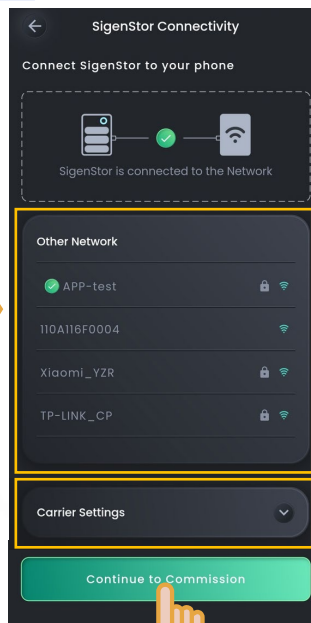 SigenStor Connectivity
Connect SigenStor to your phone
SigenStor is connected to the Network
Other Network
APP-test
110A116F0004
Xiaomi_YZR
TP-LINK_CP
Carrier Settings
Continue to Commission